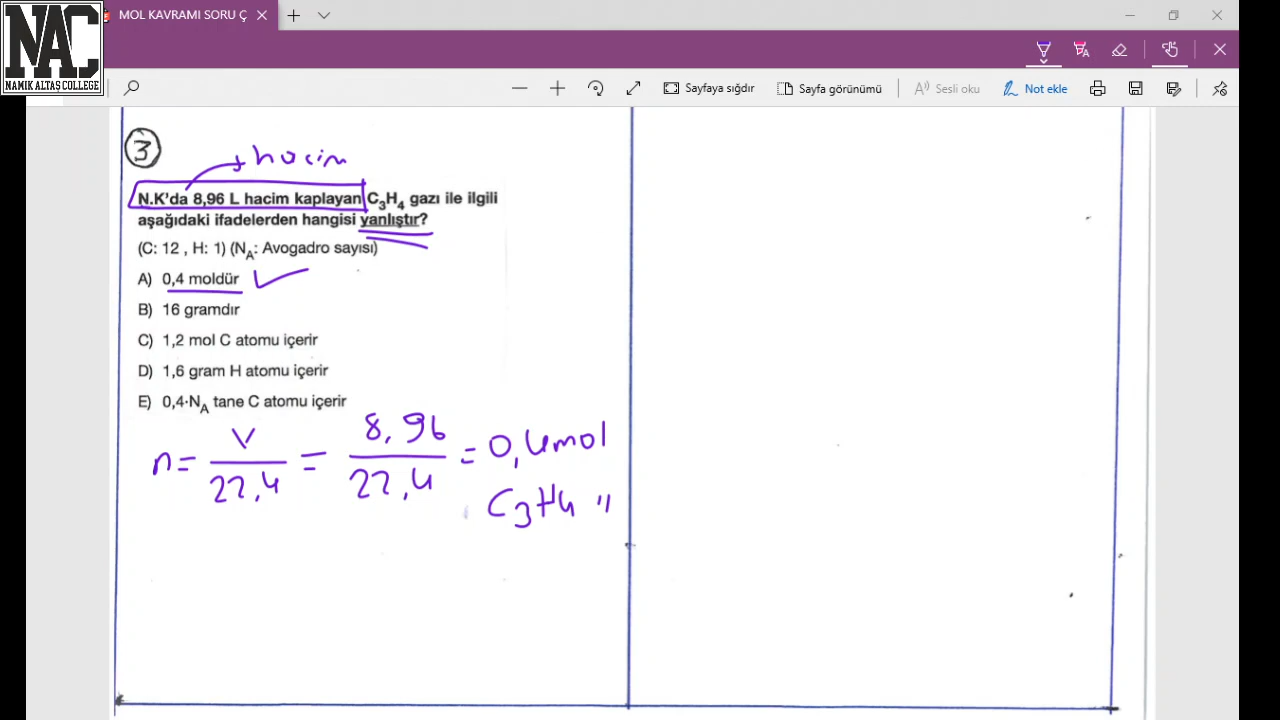 MOL KAVRAMI SORU Ç
NAC
NAMIK ALTAŞ COLLEGE
Sayfaya sığdır
Sayfa görünümü
Sesli oku
Not ekle
3
hacim
N.K'da 8,96 L hacim kaplayan C₃H₄ gazı ile ilgili
aşağıdaki ifadelerden hangisi yanlıştır?
(C: 12 , H: 1) (N_A: Avogadro sayısı)
A) 0,4 moldür
B) 16 gramdır
C) 1,2 mol C atomu içerir
D) 1,6 gram H atomu içerir
E) 0,4·N_A tane C atomu içerir
n = V / 22,4 = 8,96 / 22,4 = 0,4 mol
C₃H₄ "